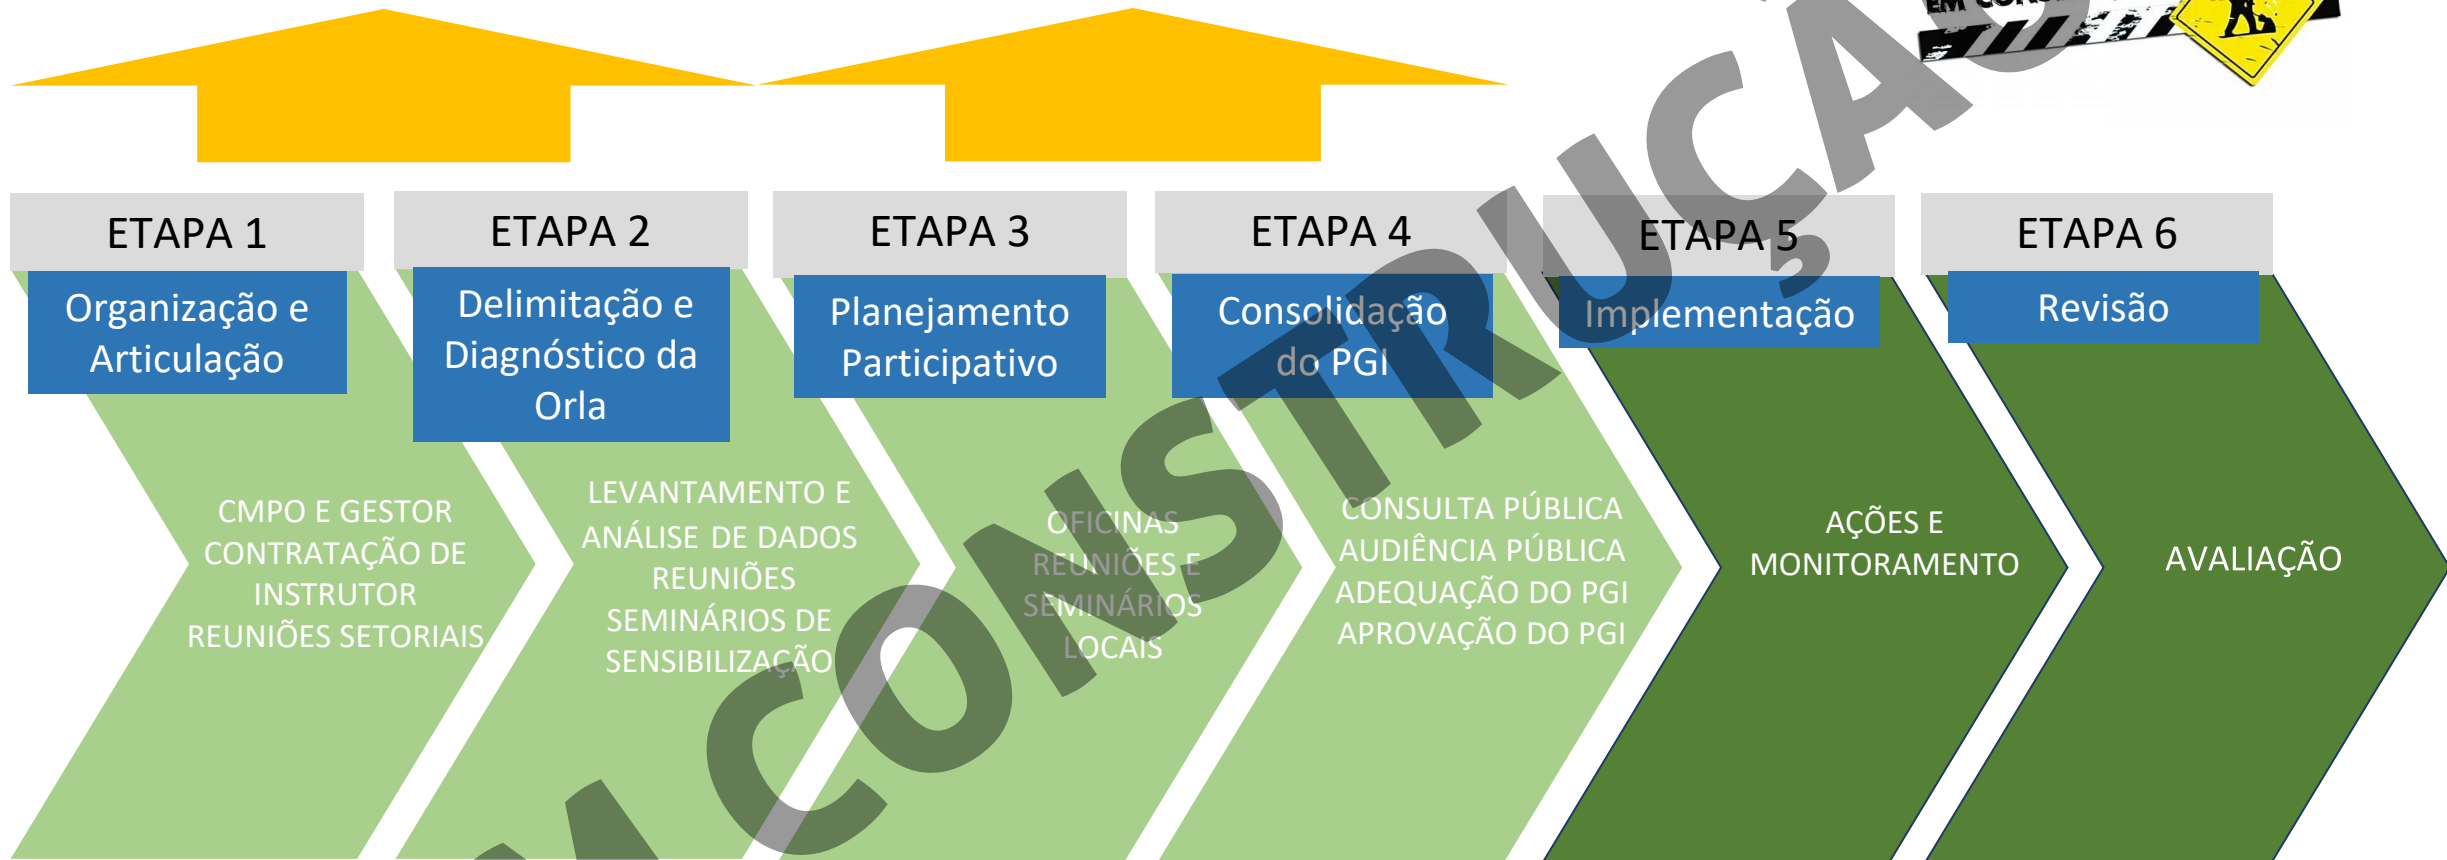 EM
ETAPA 1
Organização e
Articulação
CMPO E GESTOR
CONTRATAÇÃO DE
INSTRUTOR
REUNIÕES SETORIAIS
ETAPA 2
Delimitação e
Diagnóstico da
Orla
LEVANTAMENTO E
ANÁLISE DE DADOS
REUNIÕES
SEMINÁRIOS DE
SENSIBILIZAÇÃO
ETAPA 3
Planejamento
Participativo
OFICINAS
REUNIÕES E
SEMINÁRIOS
LOCAIS
ETAPA 4
Consolidação
do PGI
CONSULTA PÚBLICA
AUDIÊNCIA PÚBLICA
ADEQUAÇÃO DO PGI
APROVAÇÃO DO PGI
ETAPA 5
Implementação
AÇÕES E
MONITORAMENTO
ETAPA 6
Revisão
AVALIAÇÃO
M CONSTRUÇÃO